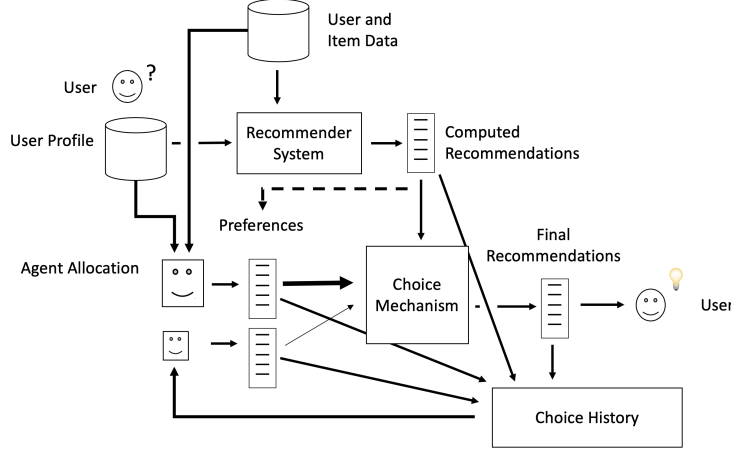 User and
Item Data
User
?
User Profile
Recommender
System
Computed
Recommendations
Preferences
Final
Recommendations
Agent Allocation
Choice
Mechanism
User
Choice History